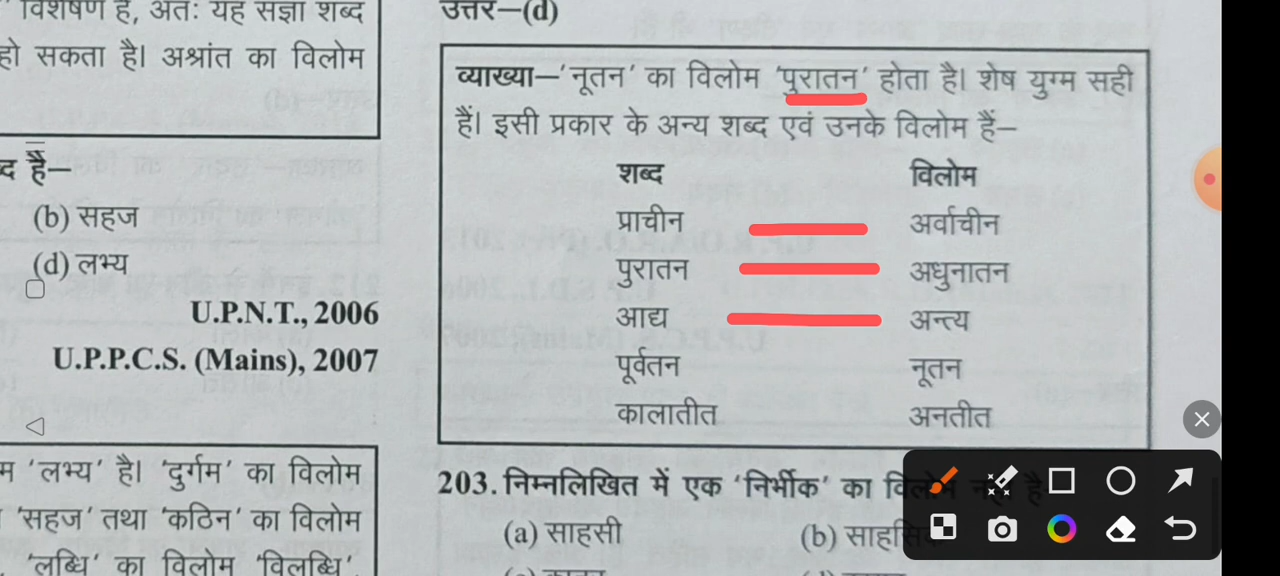 विशेषण है, अतः यह संज्ञा शब्द
हो सकता है। अश्रांत का विलोम
है—
(b) सहज
(d) लभ्य
U.P.N.T., 2006
U.P.P.C.S. (Mains), 2007
'लभ्य' है। 'दुर्गम' का विलोम
'सहज' तथा 'कठिन' का विलोम
'लब्धि' का विलोम 'विलब्धि'
उत्तर—(d)
व्याख्या—'नूतन' का विलोम 'पुरातन' होता है। शेष युग्म सही
हैं। इसी प्रकार के अन्य शब्द एवं उनके विलोम हैं—
शब्द विलोम
प्राचीन अर्वाचीन
पुरातन अधुनातन
आद्य अन्त्य
पूर्वतन नूतन
कालातीत अनतीत
203. निम्नलिखित में एक 'निर्भीक' का
(a) साहसी (b)